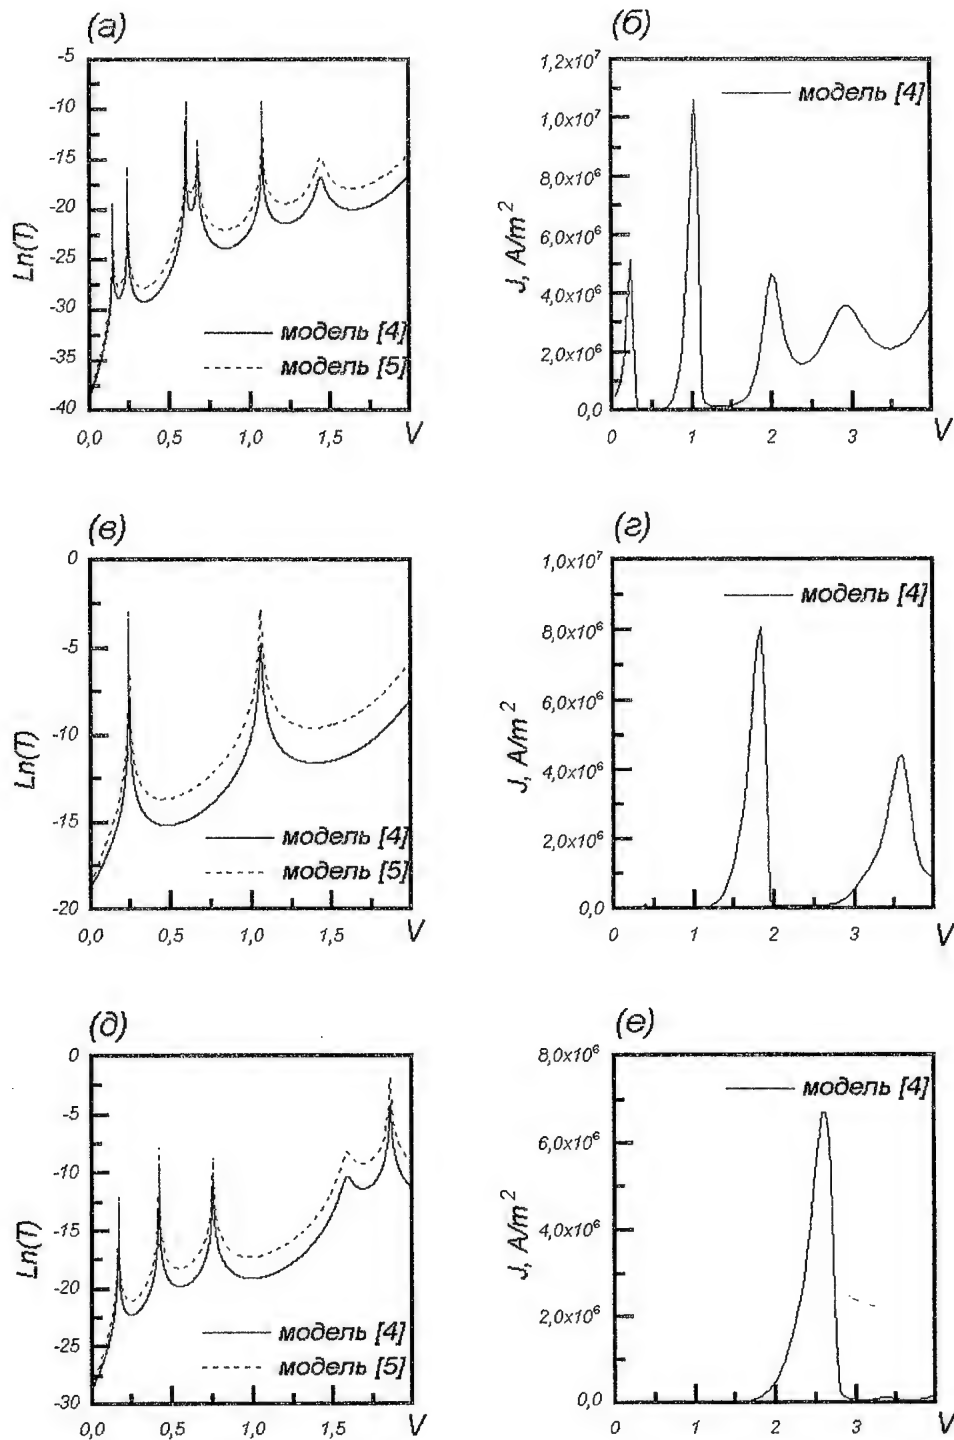 (а)
Ln(T)
-5
-10
-15
-20
-25
-30
-35
-40
модель [4]
модель [5]
0,0 0,5 1,0 1,5 V
(б)
J, A/m²
1,2x10⁷
1,0x10⁷
8,0x10⁶
6,0x10⁶
4,0x10⁶
2,0x10⁶
0,0
модель [4]
0 1 2 3 V
(в)
Ln(T)
0
-5
-10
-15
-20
модель [4]
модель [5]
0,0 0,5 1,0 1,5 V
(г)
J, A/m²
1,0x10⁷
8,0x10⁶
6,0x10⁶
4,0x10⁶
2,0x10⁶
0,0
модель [4]
0 1 2 3 V
(д)
Ln(T)
0
-5
-10
-15
-20
-25
-30
модель [4]
модель [5]
0,0 0,5 1,0 1,5 V
(е)
J, A/m²
8,0x10⁶
6,0x10⁶
4,0x10⁶
2,0x10⁶
0,0
модель [4]
0 1 2 3 V